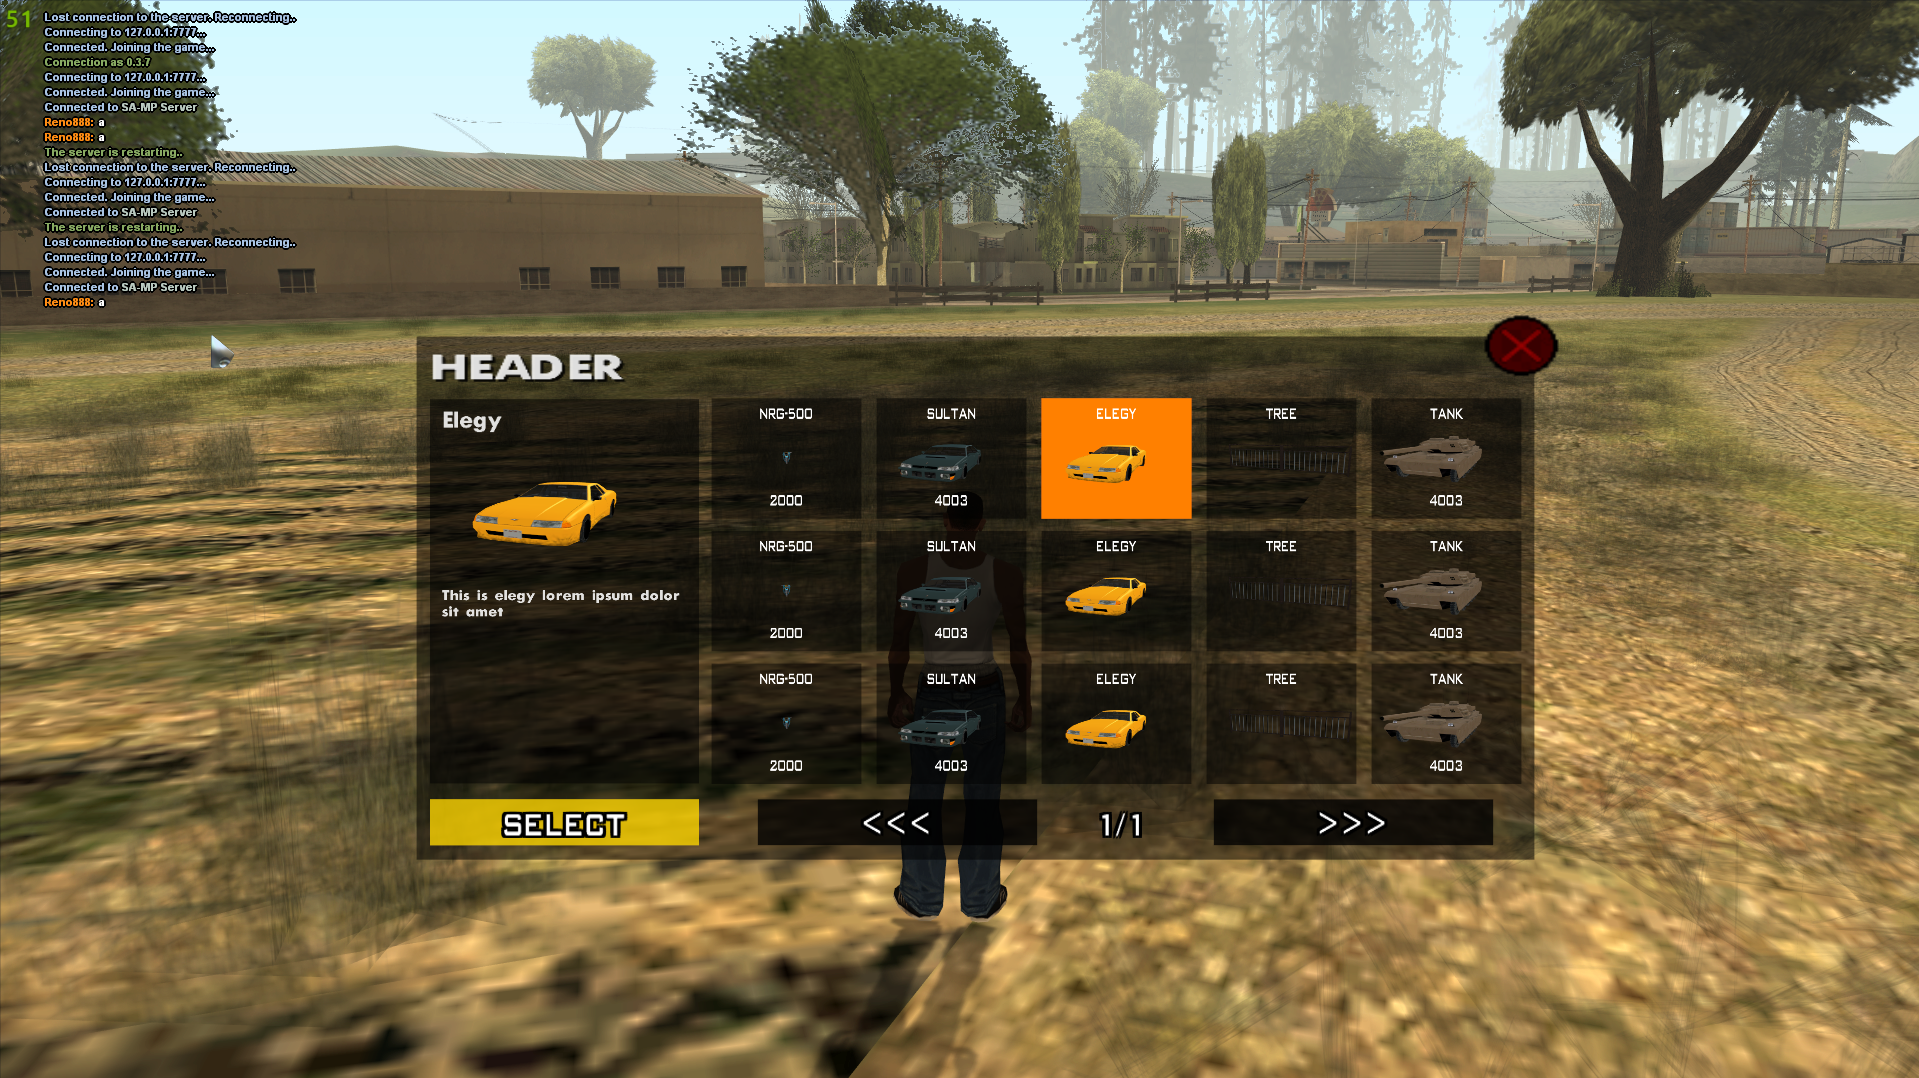 51
Lost connection to the server. Reconnecting..
Connecting to 127.0.0.1:7777...
Connected. Joining the game...
Connection as 0.3.7
Connecting to 127.0.0.1:7777...
Connected. Joining the game...
Connected to SA-MP Server
Reno888: a
Reno888: a
The server is restarting..
Lost connection to the server. Reconnecting..
Connecting to 127.0.0.1:7777...
Connected. Joining the game...
Connected to SA-MP Server
The server is restarting..
Lost connection to the server. Reconnecting..
Connecting to 127.0.0.1:7777...
Connected. Joining the game...
Connected to SA-MP Server
Reno888: a
HEADER
Elegy
This is elegy lorem ipsum dolor
sit amet
NRG-500 SULTAN ELEGY TREE TANK
2000 4003 4003
NRG-500 SULTAN ELEGY TREE TANK
2000 4003 4003
NRG-500 SULTAN ELEGY TREE TANK
2000 4003 4003
SELECT <<< 1/1 >>>